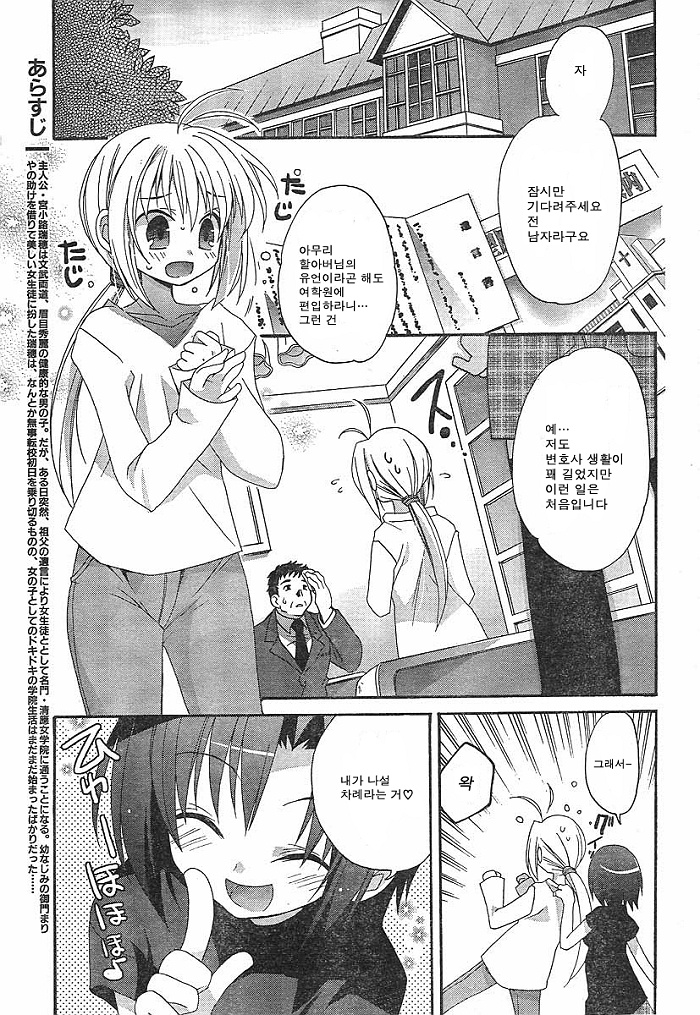 자
잠시만
기다려주세요
전
남자라구요
아무리
할아버님의
유언이라곤 해도
여학원에
편입하라니…
그런 건
たじ
たじ
遺言書
예…
저도
변호사 생활이
꽤 길었지만
이런 일은
처음입니다
ズ
그래서-
왁
ぐ
내가 나설
차례라는 거♡
ひゅーほほほ♪
あらすじ
主人公・宮小路瑞穂は文武両道、眉目秀麗の健康的な男の子。だが、ある日突然、祖父の遺言により女生徒として名門・清應女学院に通うことになる。幼なじみの御門まり
やの助けを借りて美しい女生徒に扮した瑞穂は、なんとか無事転校初日を乗り切るものの、女の子としてのドキドキの学院生活はまだまだ始まったばかりだった……